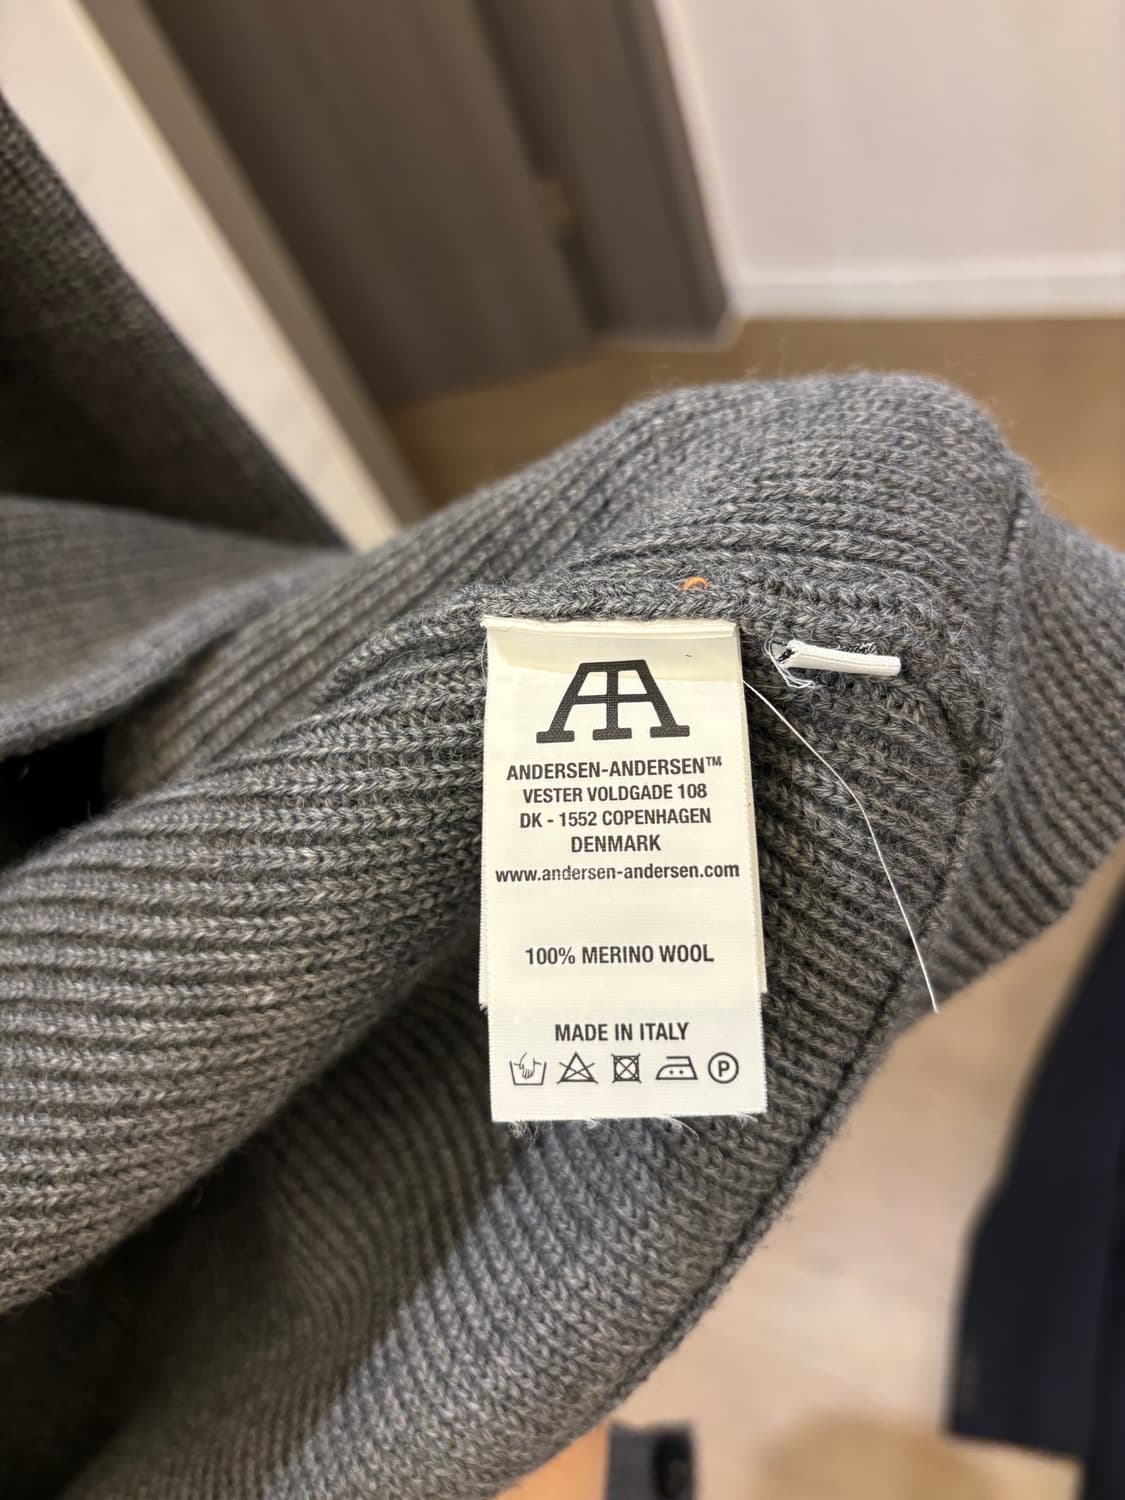 AA
ANDERSEN-ANDERSEN™
VESTER VOLDGADE 108
DK - 1552 COPENHAGEN
DENMARK
www.andersen-andersen.com
100% MERINO WOOL
MADE IN ITALY
P